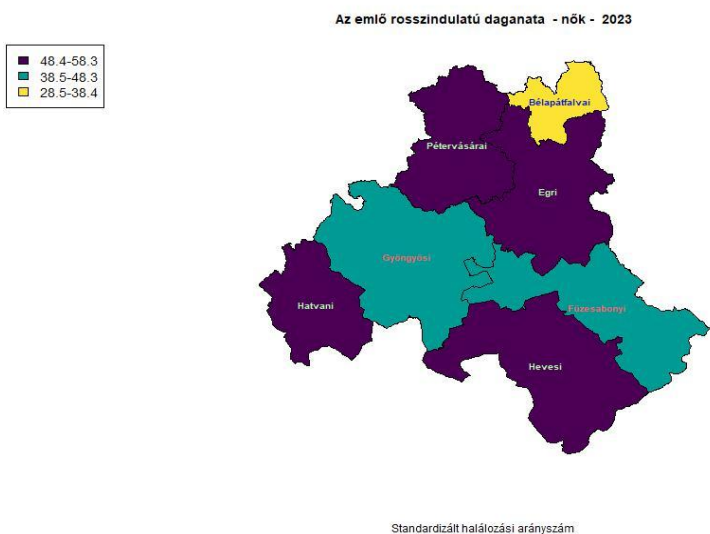 Az emlő rosszindulatú daganata - nők - 2023
48.4-58.3
38.5-48.3
28.5-38.4
Bélapátfalvai
Pétervásárai
Egri
Gyöngyösi
Hatvani
Füzesabonyi
Hevesi
Standardizált halálozási arányszám